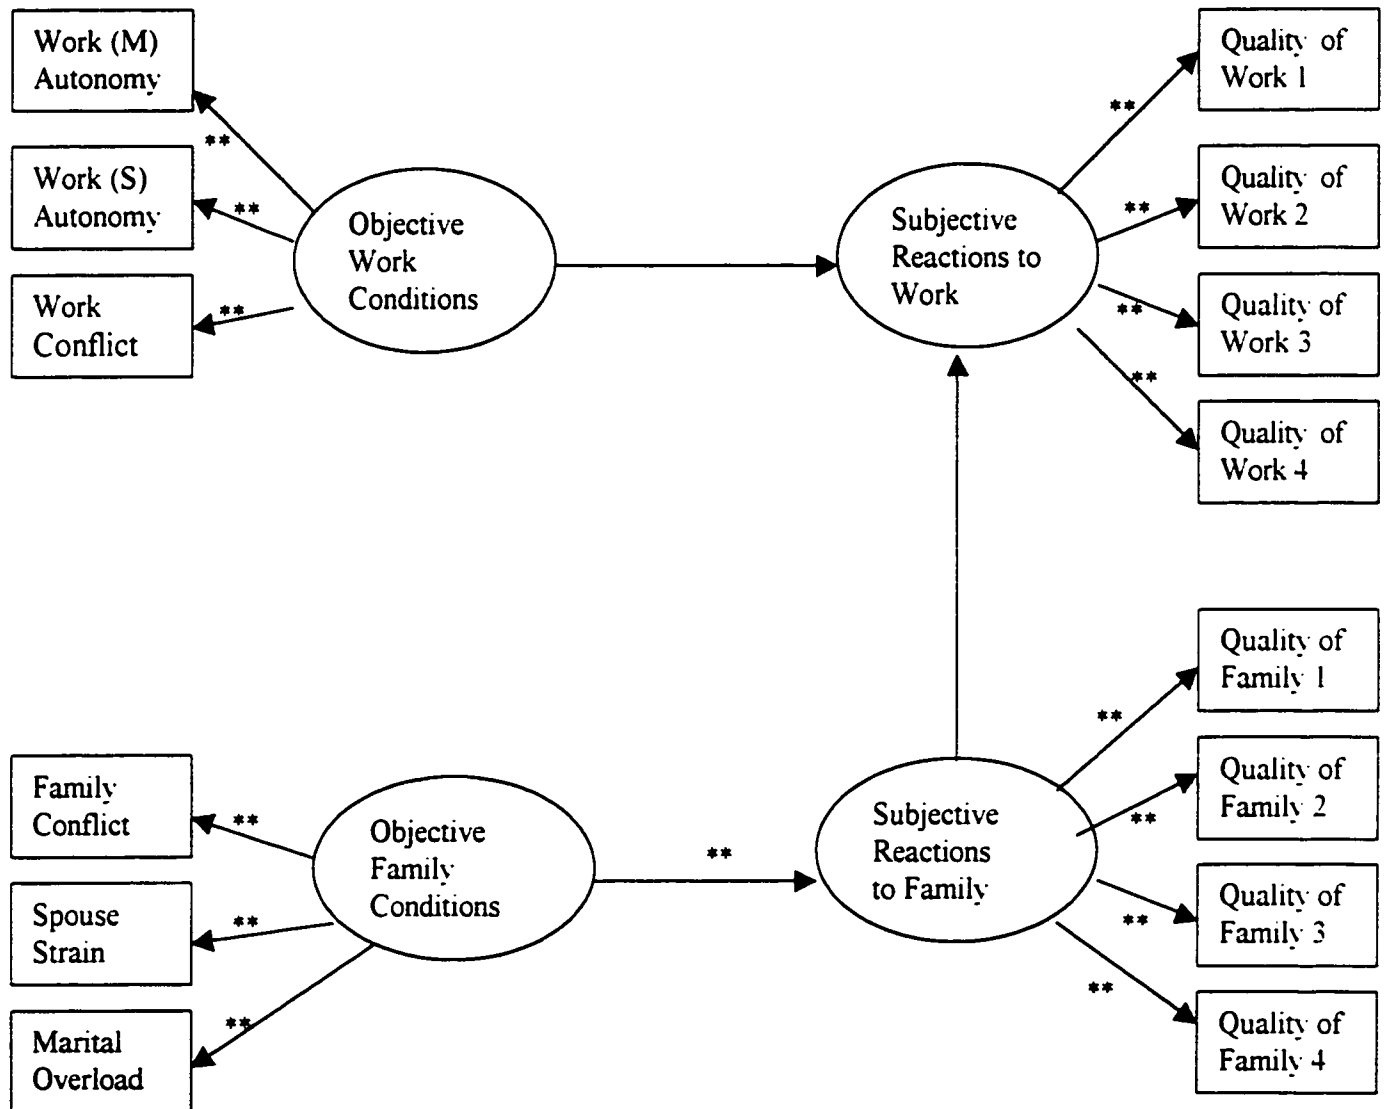 Work (M)
Autonomy
**
Work (S)
Autonomy
**
Work
Conflict
**
Objective
Work
Conditions
Subjective
Reactions to
Work
**
Quality of
Work 1
**
Quality of
Work 2
**
Quality of
Work 3
**
Quality of
Work 4
Family
Conflict
**
Spouse
Strain
**
Marital
Overload
**
Objective
Family
Conditions
**
Subjective
Reactions
to Family
**
Quality of
Family 1
**
Quality of
Family 2
**
Quality of
Family 3
**
Quality of
Family 4